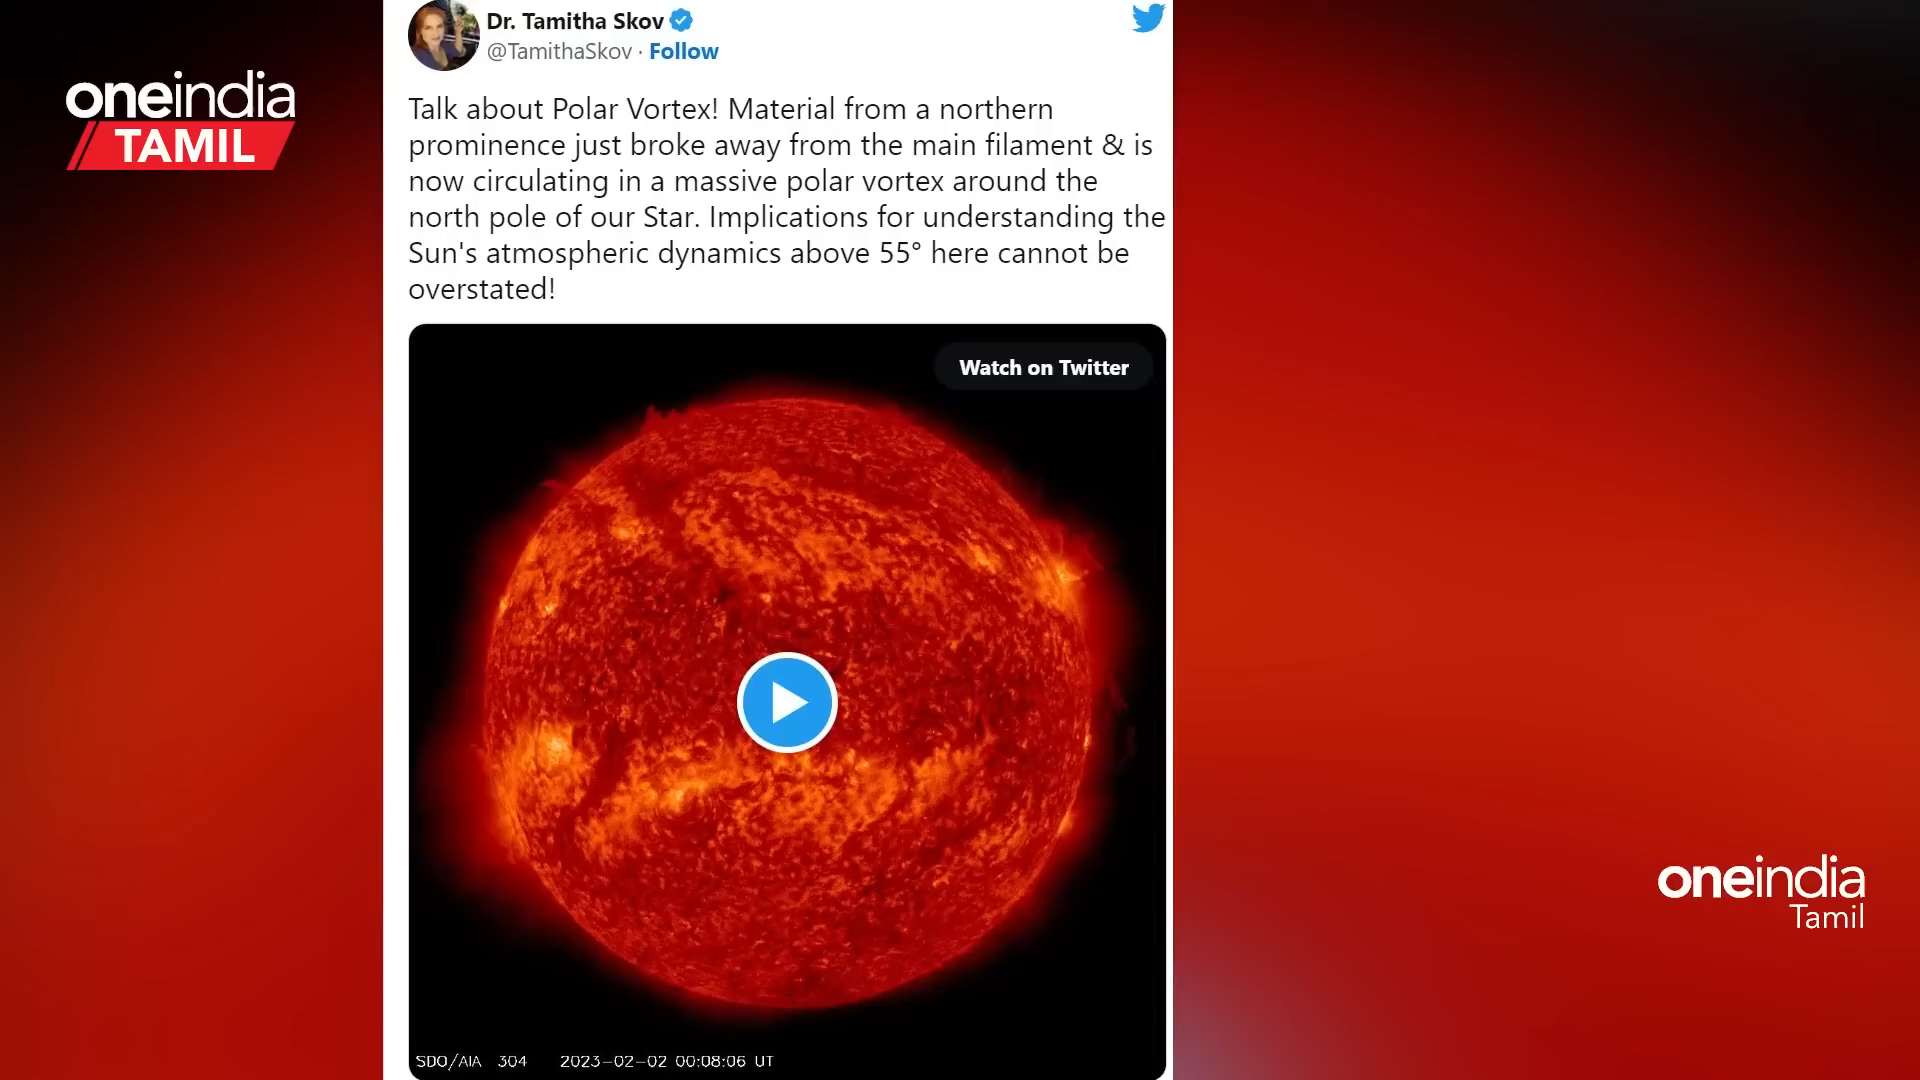 oneindia
TAMIL
Dr. Tamitha Skov
@TamithaSkov · Follow
Talk about Polar Vortex! Material from a northern
prominence just broke away from the main filament & is
now circulating in a massive polar vortex around the
north pole of our Star. Implications for understanding the
Sun's atmospheric dynamics above 55° here cannot be
overstated!
Watch on Twitter
SDO/AIA 304 2023-02-02 00:08:06 UT
oneindia
Tamil